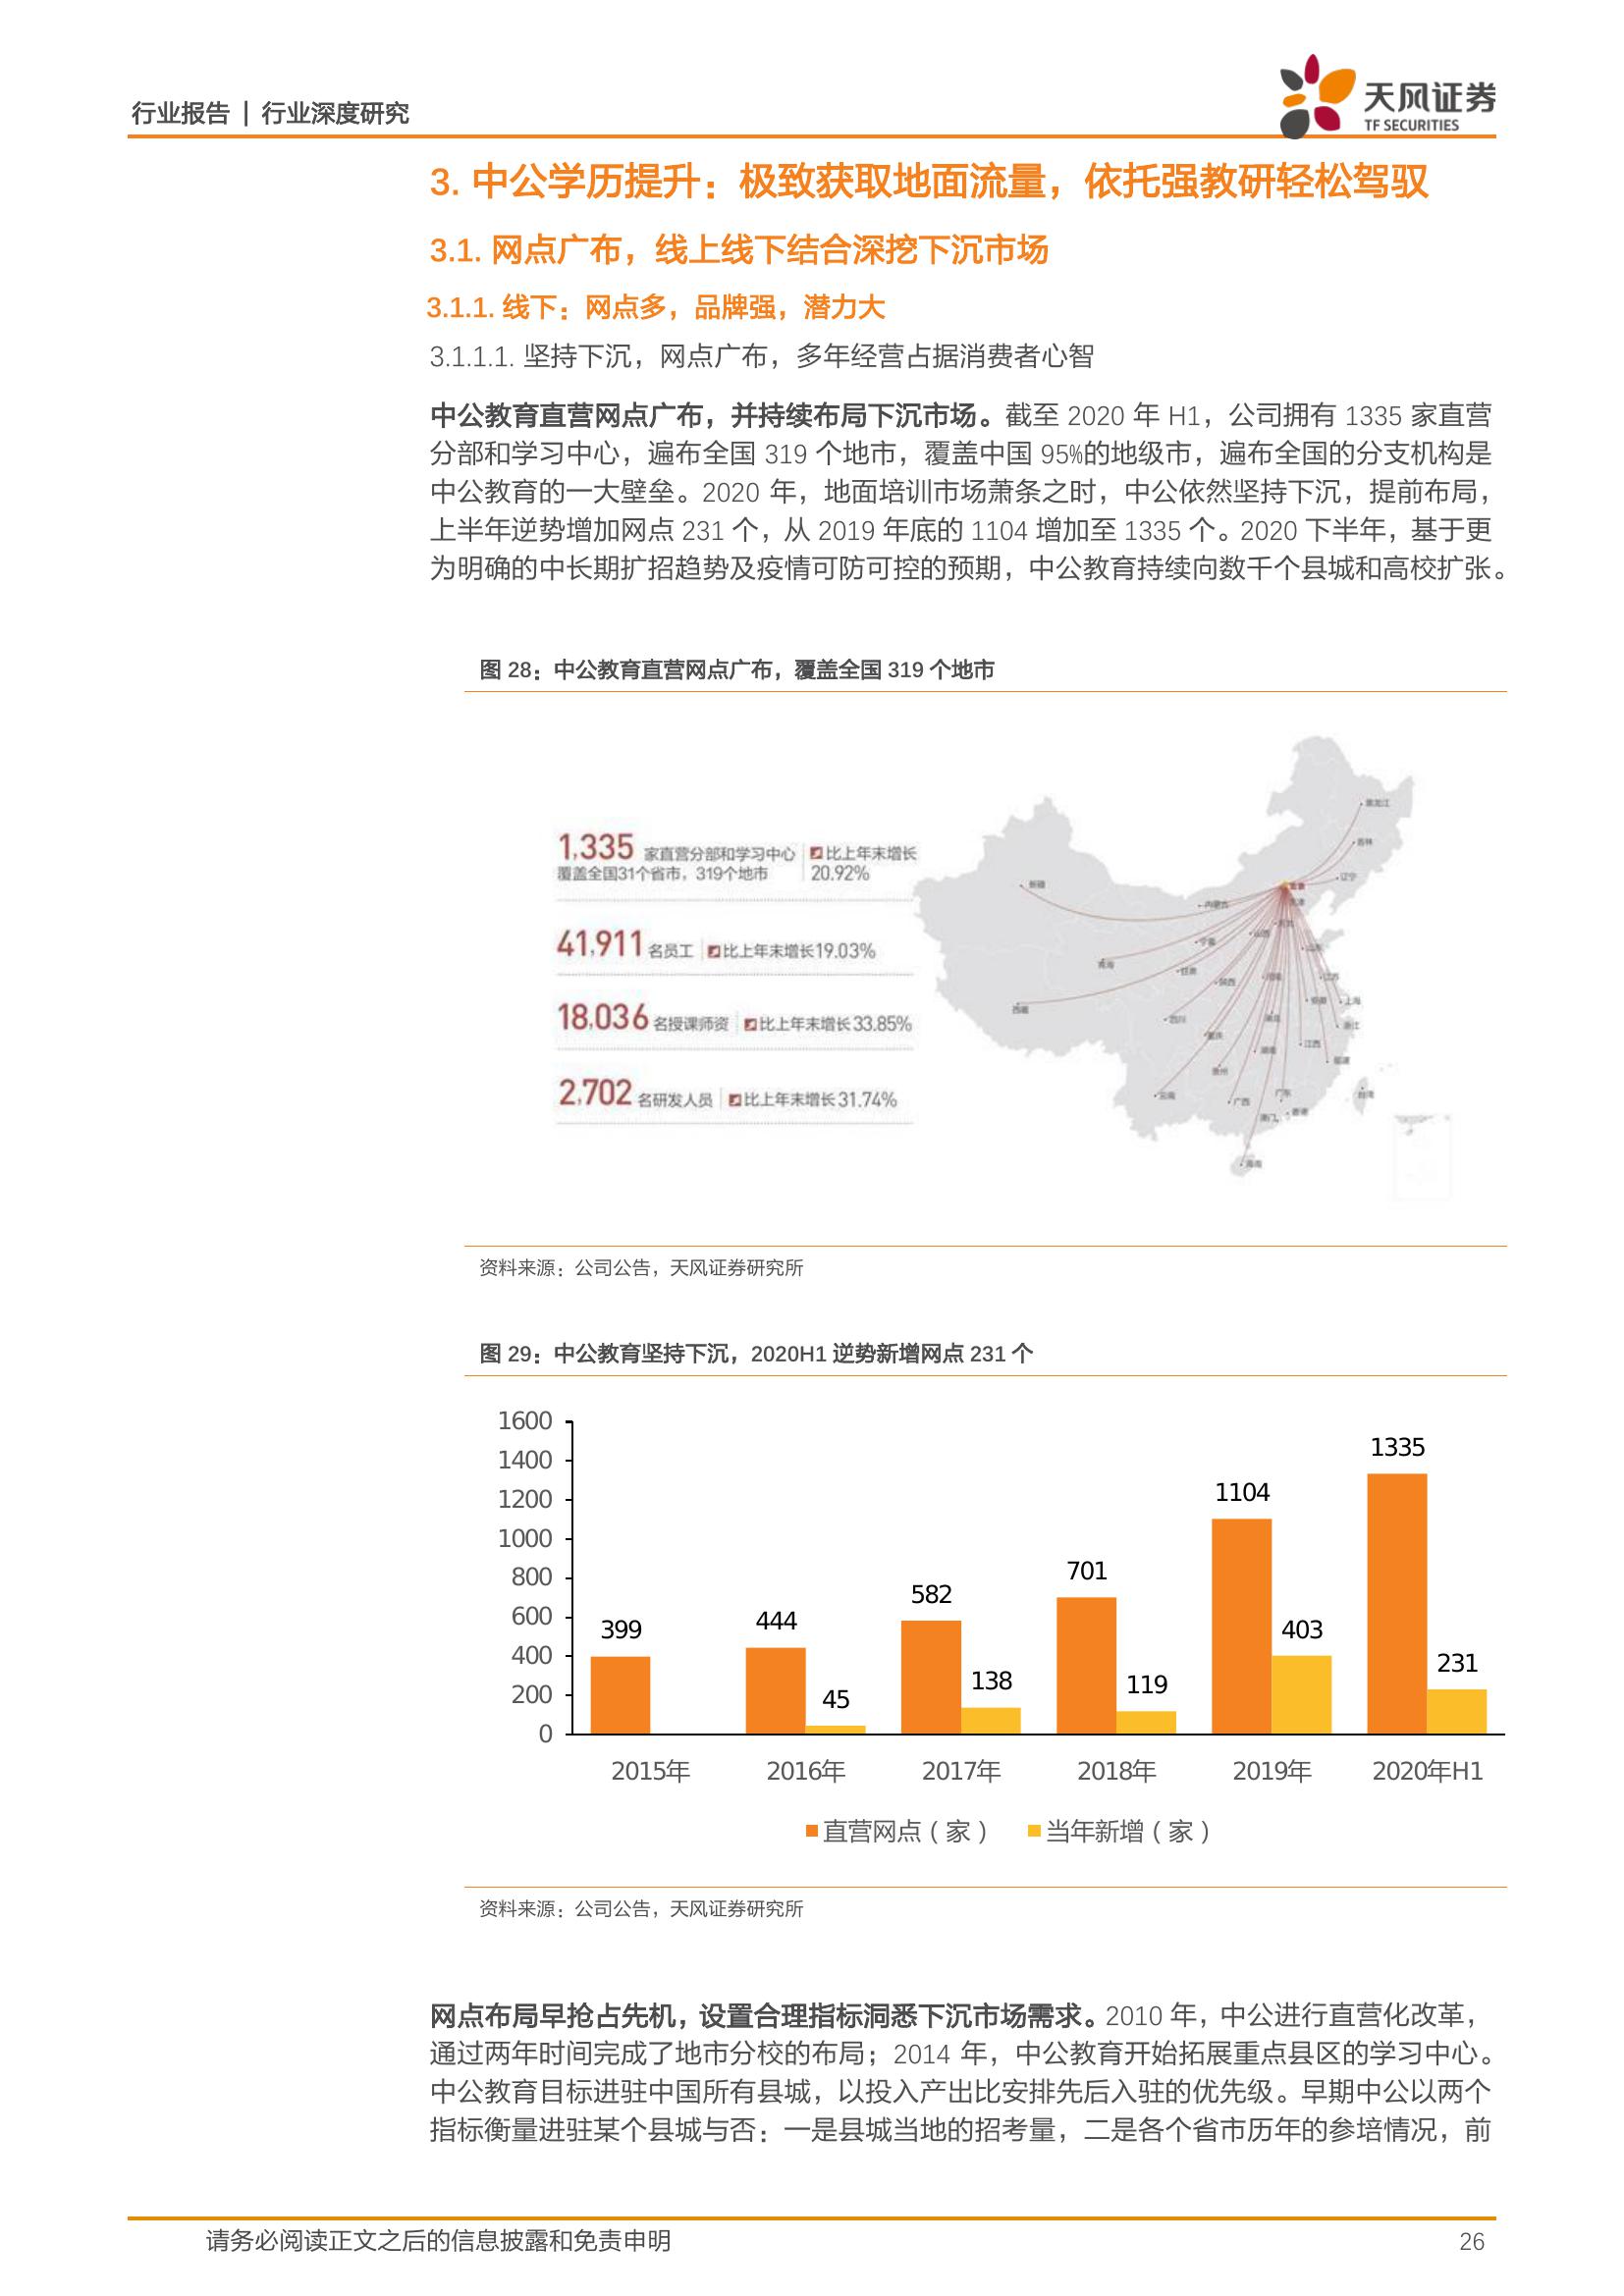 行业报告 | 行业深度研究
天风证券
TF SECURITIES
3. 中公学历提升：极致获取地面流量，依托强教研轻松驾驭
3.1. 网点广布，线上线下结合深挖下沉市场
3.1.1. 线下：网点多，品牌强，潜力大
3.1.1.1. 坚持下沉，网点广布，多年经营占据消费者心智
中公教育直营网点广布，并持续布局下沉市场。截至 2020 年 H1，公司拥有 1335 家直营
分部和学习中心，遍布全国 319 个地市，覆盖中国 95%的地级市，遍布全国的分支机构是
中公教育的一大壁垒。2020 年，地面培训市场萧条之时，中公依然坚持下沉，提前布局，
上半年逆势增加网点 231 个，从 2019 年底的 1104 增加至 1335 个。2020 下半年，基于更
为明确的中长期扩招趋势及疫情可防可控的预期，中公教育持续向数千个县城和高校扩张。
图 28：中公教育直营网点广布，覆盖全国 319 个地市
1,335 家直营分部和学习中心 比上年末增长
覆盖全国31个省市，319个地市 20.92%
41,911 名员工 比上年末增长19.03%
18,036 名授课师资 比上年末增长33.85%
2,702 名研发人员 比上年末增长31.74%
黑龙江
吉林
辽宁
新疆
内蒙古
宁夏
青海
甘肃
陕西
西藏
四川
安徽
上海
浙江
江西
福建
湖南
贵州
云南
广西
广东
台湾
澳门
香港
海南
资料来源：公司公告，天风证券研究所
图 29：中公教育坚持下沉，2020H1 逆势新增网点 231 个
1600
1400
1200
1000
800
600
400
200
0
399
444
45
582
138
701
119
1104
403
1335
231
2015年
2016年
2017年
2018年
2019年
2020年H1
直营网点（家）
当年新增（家）
资料来源：公司公告，天风证券研究所
网点布局早抢占先机，设置合理指标洞悉下沉市场需求。2010 年，中公进行直营化改革，
通过两年时间完成了地市分校的布局；2014 年，中公教育开始拓展重点县区的学习中心。
中公教育目标进驻中国所有县城，以投入产出比安排先后入驻的优先级。早期中公以两个
指标衡量进驻某个县城与否：一是县城当地的招考量，二是各个省市历年的参培情况，前
请务必阅读正文之后的信息披露和免责申明
26